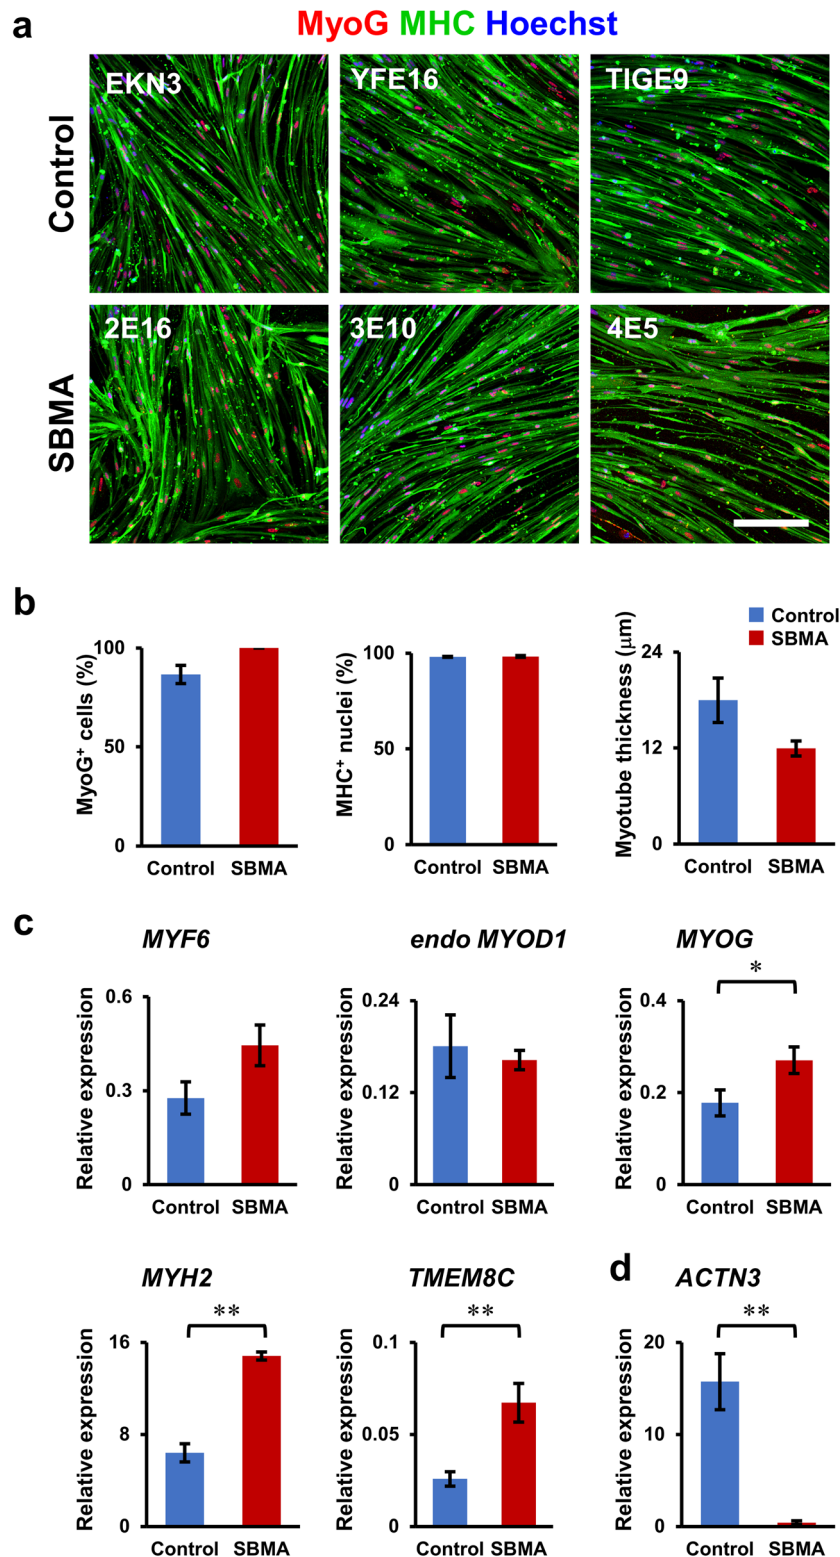 a
MyoG MHC Hoechst
Control
EKN3
YFE16
TIGE9
SBMA
2E16
3E10
4E5
b
Control
SBMA
MyoG⁺ cells (%)
100
50
0
Control SBMA
MHC⁺ nuclei (%)
100
50
0
Control SBMA
Myotube thickness (μm)
24
12
0
Control SBMA
c
MYF6
Relative expression
0.6
0.3
0
Control SBMA
endo MYOD1
Relative expression
0.24
0.12
0
Control SBMA
MYOG
*
Relative expression
0.4
0.2
0
Control SBMA
MYH2
**
Relative expression
16
8
0
Control SBMA
TMEM8C
**
Relative expression
0.1
0.05
0
Control SBMA
d
ACTN3
**
Relative expression
20
10
0
Control SBMA